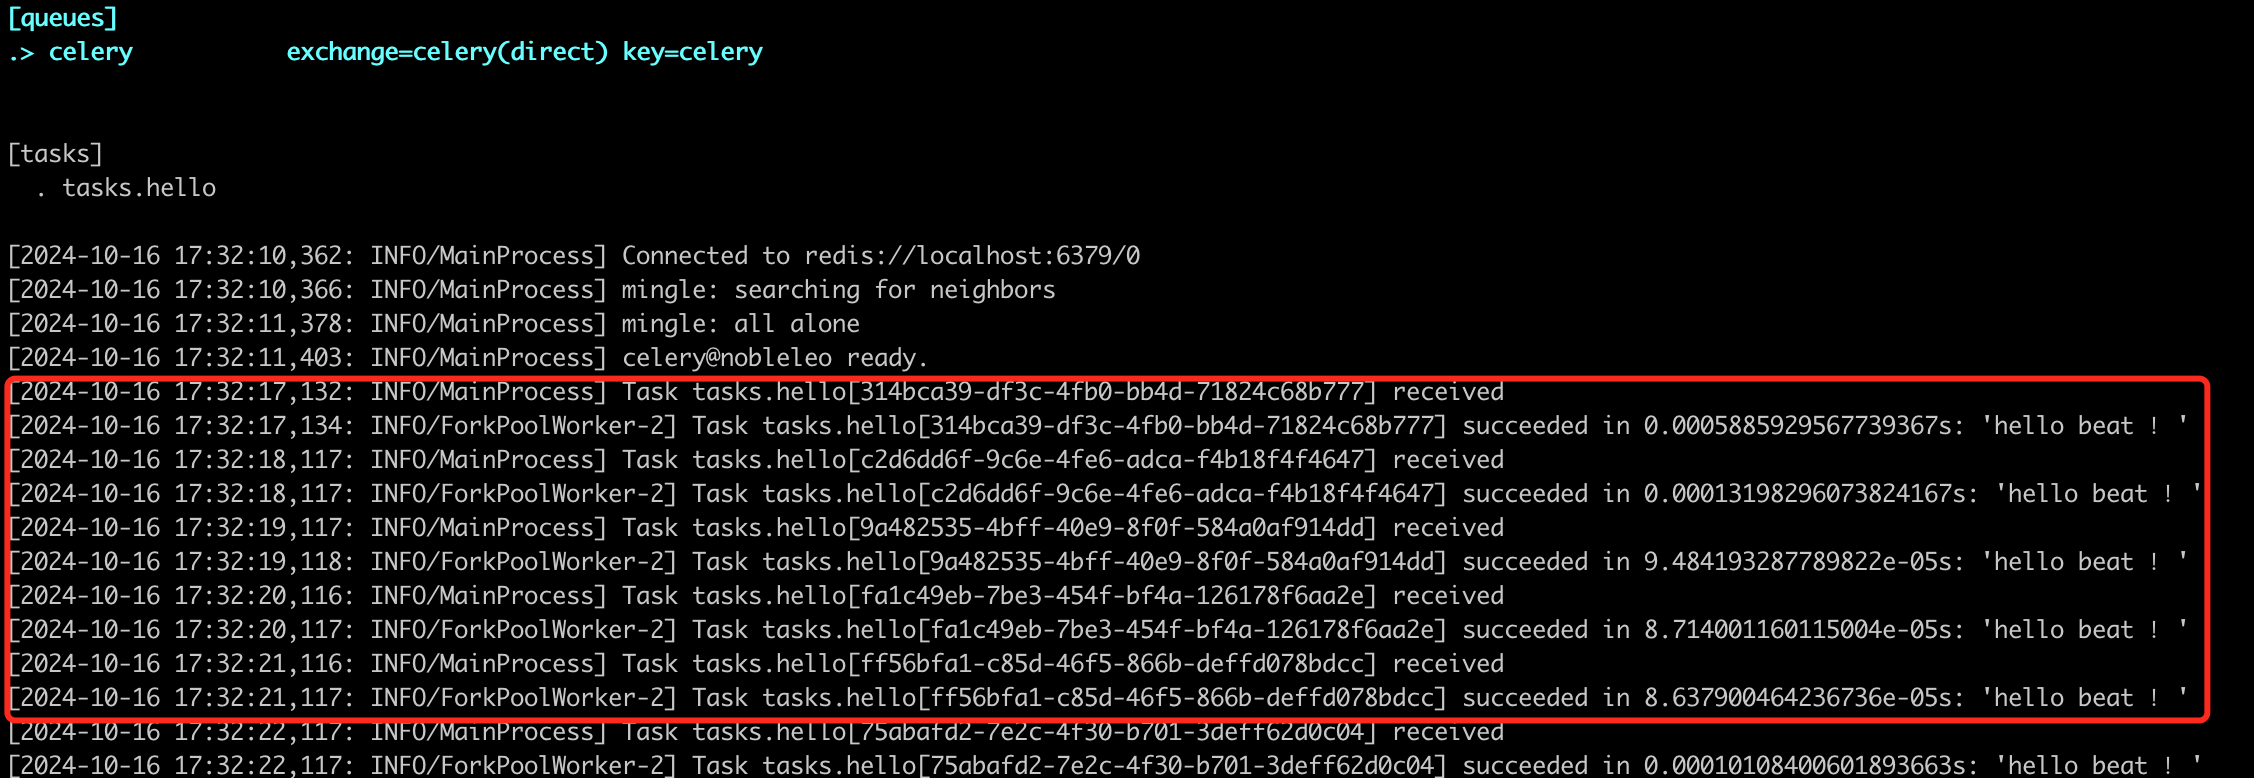 [queues]
.> celery           exchange=celery(direct) key=celery
[tasks]
  . tasks.hello
[2024-10-16 17:32:10,362: INFO/MainProcess] Connected to redis://localhost:6379/0
[2024-10-16 17:32:10,366: INFO/MainProcess] mingle: searching for neighbors
[2024-10-16 17:32:11,378: INFO/MainProcess] mingle: all alone
[2024-10-16 17:32:11,403: INFO/MainProcess] celery@nobleleo ready.
[2024-10-16 17:32:17,132: INFO/MainProcess] Task tasks.hello[314bca39-df3c-4fb0-bb4d-71824c68b777] received
[2024-10-16 17:32:17,134: INFO/ForkPoolWorker-2] Task tasks.hello[314bca39-df3c-4fb0-bb4d-71824c68b777] succeeded in 0.0005885929567739367s: 'hello beat ! '
[2024-10-16 17:32:18,117: INFO/MainProcess] Task tasks.hello[c2d6dd6f-9c6e-4fe6-adca-f4b18f4f4647] received
[2024-10-16 17:32:18,117: INFO/ForkPoolWorker-2] Task tasks.hello[c2d6dd6f-9c6e-4fe6-adca-f4b18f4f4647] succeeded in 0.00013198296073824167s: 'hello beat ! '
[2024-10-16 17:32:19,117: INFO/MainProcess] Task tasks.hello[9a482535-4bff-40e9-8f0f-584a0af914dd] received
[2024-10-16 17:32:19,118: INFO/ForkPoolWorker-2] Task tasks.hello[9a482535-4bff-40e9-8f0f-584a0af914dd] succeeded in 9.484193287789822e-05s: 'hello beat ! '
[2024-10-16 17:32:20,116: INFO/MainProcess] Task tasks.hello[fa1c49eb-7be3-454f-bf4a-126178f6aa2e] received
[2024-10-16 17:32:20,117: INFO/ForkPoolWorker-2] Task tasks.hello[fa1c49eb-7be3-454f-bf4a-126178f6aa2e] succeeded in 8.714001160115004e-05s: 'hello beat ! '
[2024-10-16 17:32:21,116: INFO/MainProcess] Task tasks.hello[ff56bfa1-c85d-46f5-866b-deffd078bdcc] received
[2024-10-16 17:32:21,117: INFO/ForkPoolWorker-2] Task tasks.hello[ff56bfa1-c85d-46f5-866b-deffd078bdcc] succeeded in 8.637900464236736e-05s: 'hello beat ! '
[2024-10-16 17:32:22,117: INFO/MainProcess] Task tasks.hello[75abafd2-7e2c-4f30-b701-3deff62d0c04] received
[2024-10-16 17:32:22,117: INFO/ForkPoolWorker-2] Task tasks.hello[75abafd2-7e2c-4f30-b701-3deff62d0c04] succeeded in 0.00010108400601893663s: 'hello beat ! '